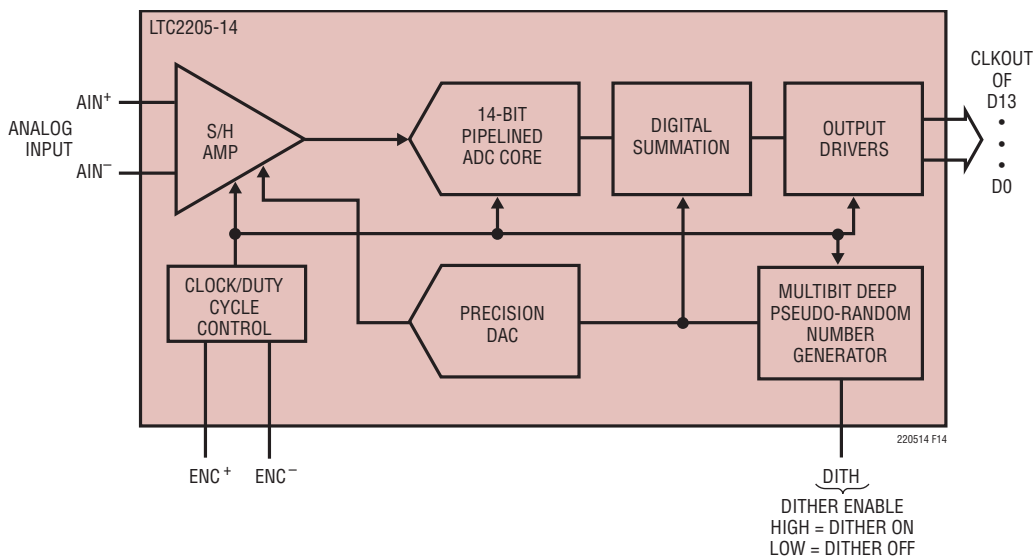 LTC2205-14
AIN+
ANALOG
INPUT
AIN−
S/H
AMP
14-BIT
PIPELINED
ADC CORE
DIGITAL
SUMMATION
OUTPUT
DRIVERS
CLKOUT
OF
D13
•
•
•
D0
CLOCK/DUTY
CYCLE
CONTROL
PRECISION
DAC
MULTIBIT DEEP
PSEUDO-RANDOM
NUMBER
GENERATOR
220514 F14
ENC+ ENC−
DITH
DITHER ENABLE
HIGH = DITHER ON
LOW = DITHER OFF